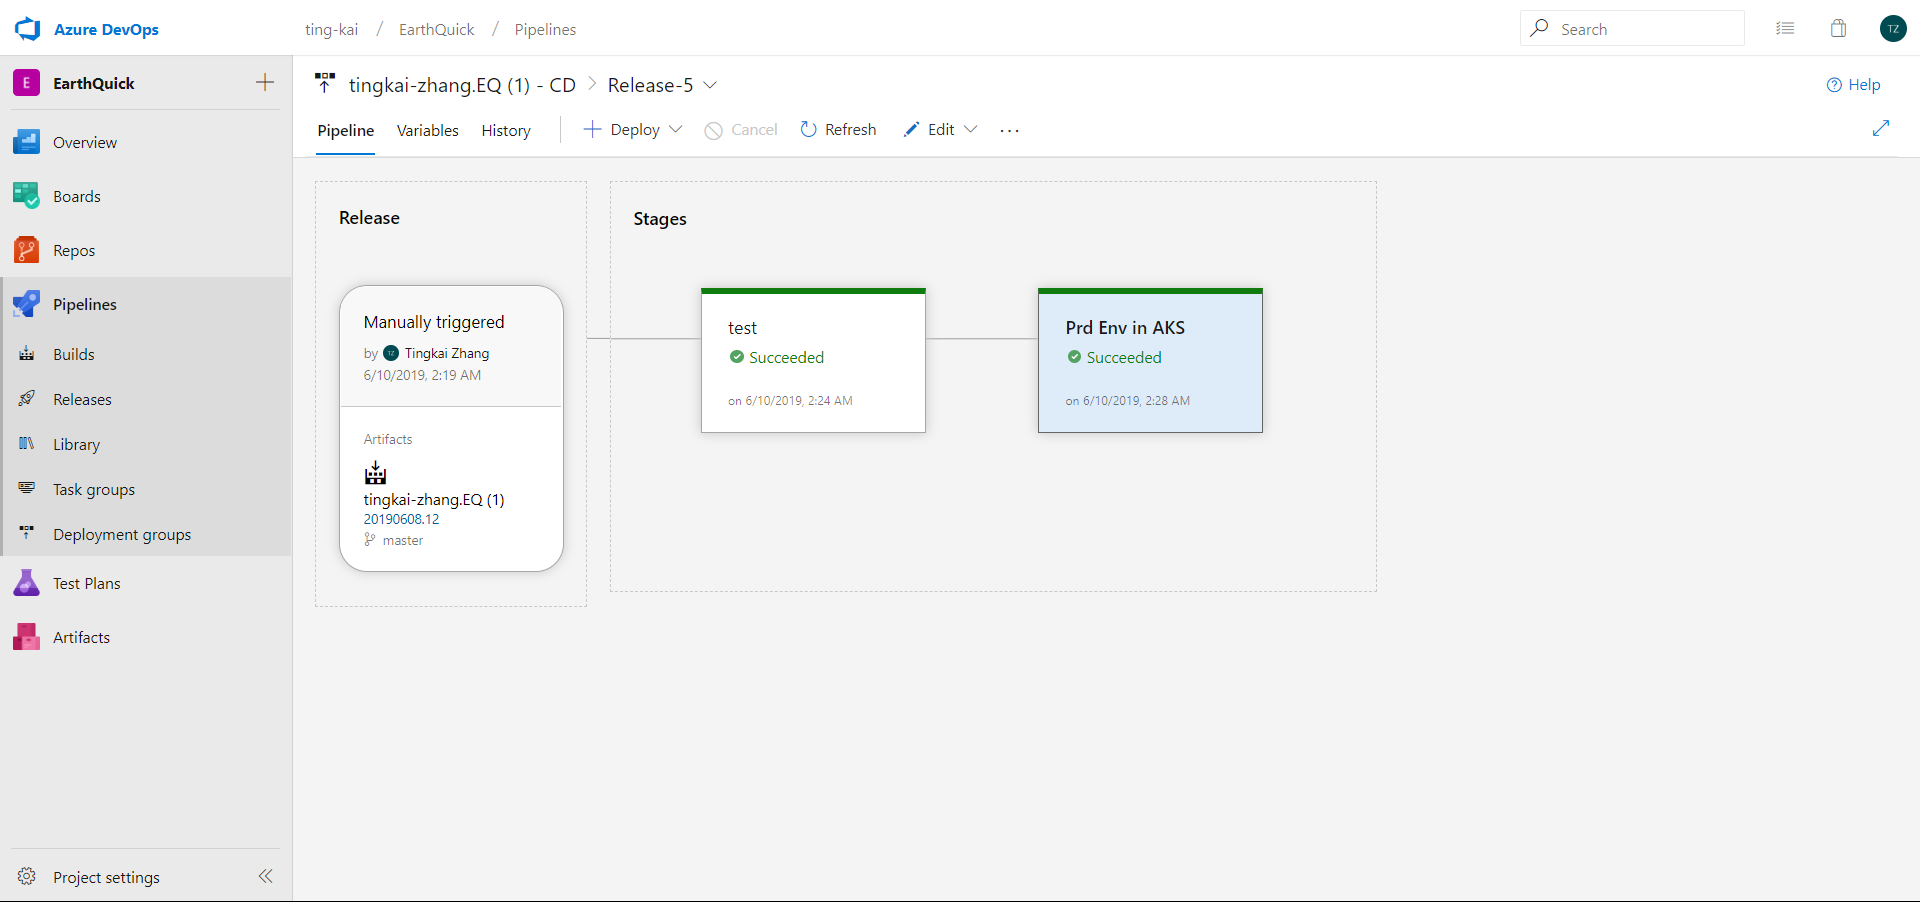 Azure DevOps
ting-kai / EarthQuick / Pipelines
Search
TZ
E EarthQuick
Overview
Boards
Repos
Pipelines
Builds
Releases
Library
Task groups
Deployment groups
Test Plans
Artifacts
Project settings
tingkai-zhang.EQ (1) - CD > Release-5
Help
Pipeline Variables History Deploy Cancel Refresh Edit ...
Release
Manually triggered
by TZ Tingkai Zhang
6/10/2019, 2:19 AM
Artifacts
tingkai-zhang.EQ (1)
20190608.12
master
Stages
test
Succeeded
on 6/10/2019, 2:24 AM
Prd Env in AKS
Succeeded
on 6/10/2019, 2:28 AM